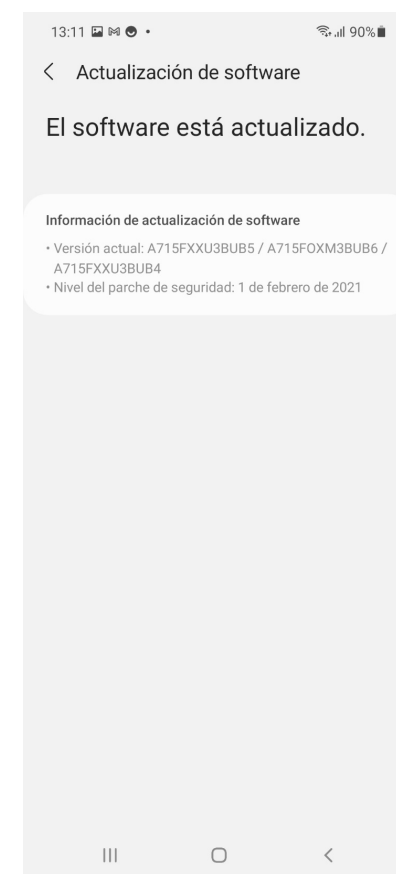 13:11
90%
Actualización de software
El software está actualizado.
Información de actualización de software
• Versión actual: A715FXXU3BUB5 / A715FOXM3BUB6 /
A715FXXU3BUB4
• Nivel del parche de seguridad: 1 de febrero de 2021